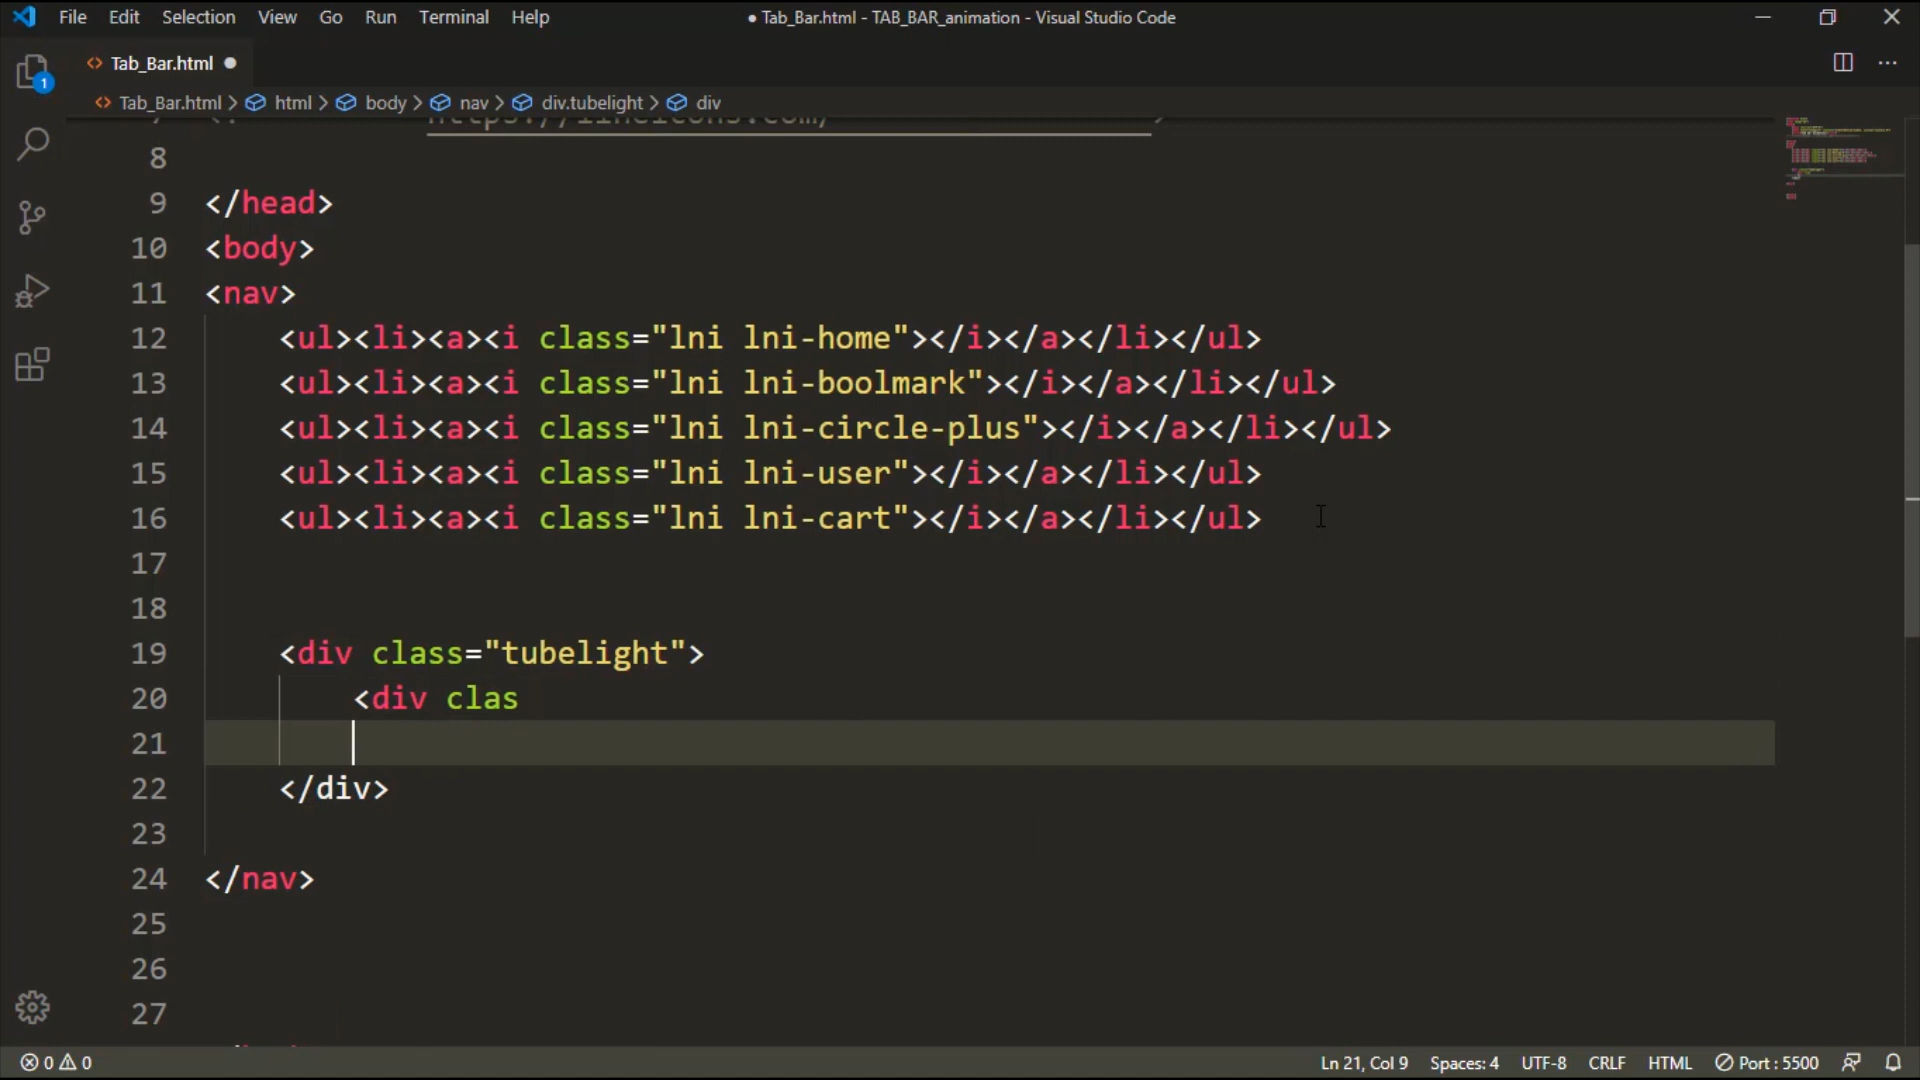 File Edit Selection View Go Run Terminal Help
● Tab_Bar.html - TAB_BAR_animation - Visual Studio Code
Tab_Bar.html
1
Tab_Bar.html > html > body > nav > div.tubelight > div
8
9 </head>
10 <body>
11 <nav>
12 <ul><li><a><i class="lni lni-home"></i></a></li></ul>
13 <ul><li><a><i class="lni lni-boolmark"></i></a></li></ul>
14 <ul><li><a><i class="lni lni-circle-plus"></i></a></li></ul>
15 <ul><li><a><i class="lni lni-user"></i></a></li></ul>
16 <ul><li><a><i class="lni lni-cart"></i></a></li></ul>
17
18
19 <div class="tubelight">
20 <div clas
21
22 </div>
23
24 </nav>
25
26
27
0 0 Ln 21, Col 9 Spaces: 4 UTF-8 CRLF HTML Port : 5500